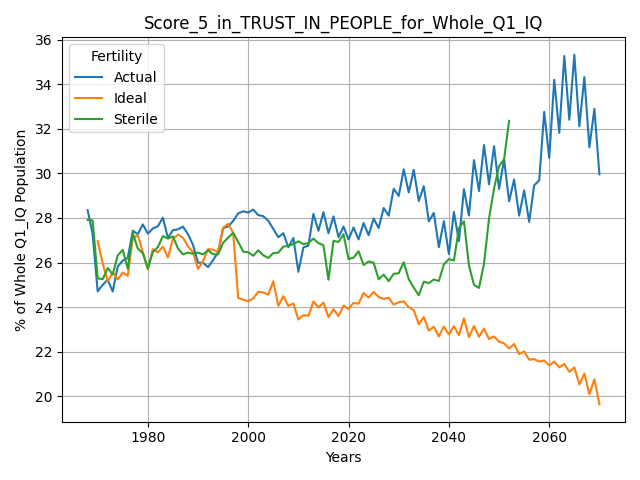 Score_5_in_TRUST_IN_PEOPLE_for_Whole_Q1_IQ
% of Whole Q1_IQ Population
36
34
32
30
28
26
24
22
20
Fertility
Actual
Ideal
Sterile
1980
2000
2020
2040
2060
Years